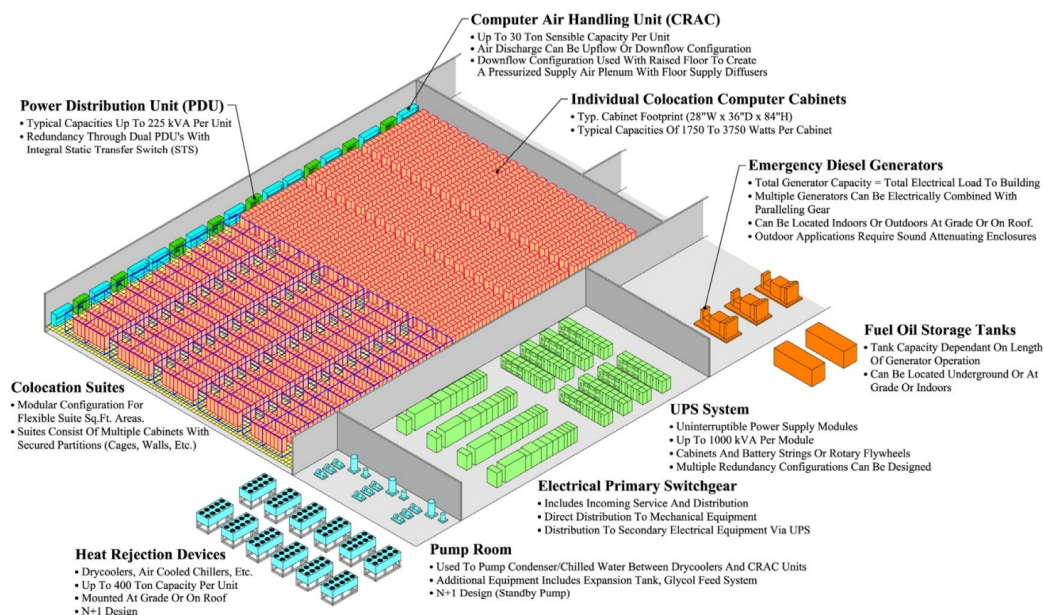 Computer Air Handling Unit (CRAC)
• Up To 30 Ton Sensible Capacity Per Unit
• Air Discharge Can Be Upflow Or Downflow Configuration
• Downflow Configuration Used With Raised Floor To Create
A Pressurized Supply Air Plenum With Floor Supply Diffusers
Power Distribution Unit (PDU)
• Typical Capacities Up To 225 kVA Per Unit
• Redundancy Through Dual PDU's With
Integral Static Transfer Switch (STS)
Individual Colocation Computer Cabinets
• Typ. Cabinet Footprint (28"W x 36"D x 84"H)
• Typical Capacities Of 1750 To 3750 Watts Per Cabinet
Emergency Diesel Generators
• Total Generator Capacity = Total Electrical Load To Building
• Multiple Generators Can Be Electrically Combined With
Paralleling Gear
• Can Be Located Indoors Or Outdoors At Grade Or On Roof.
• Outdoor Applications Require Sound Attenuating Enclosures
Fuel Oil Storage Tanks
• Tank Capacity Dependant On Length
Of Generator Operation
• Can Be Located Underground Or At
Grade Or Indoors
Colocation Suites
• Modular Configuration For
Flexible Suite Sq.Ft. Areas.
• Suites Consist Of Multiple Cabinets With
Secured Partitions (Cages, Walls, Etc.)
UPS System
• Uninterruptible Power Supply Modules
• Up To 1000 kVA Per Module
• Cabinets And Battery Strings Or Rotary Flywheels
• Multiple Redundancy Configurations Can Be Designed
Electrical Primary Switchgear
• Includes Incoming Service And Distribution
• Direct Distribution To Mechanical Equipment
• Distribution To Secondary Electrical Equipment Via UPS
Pump Room
• Used To Pump Condenser/Chilled Water Between Drycoolers And CRAC Units
• Additional Equipment Includes Expansion Tank, Glycol Feed System
• N+1 Design (Standby Pump)
Heat Rejection Devices
• Drycoolers, Air Cooled Chillers, Etc.
• Up To 400 Ton Capacity Per Unit
• Mounted At Grade Or On Roof
• N+1 Design